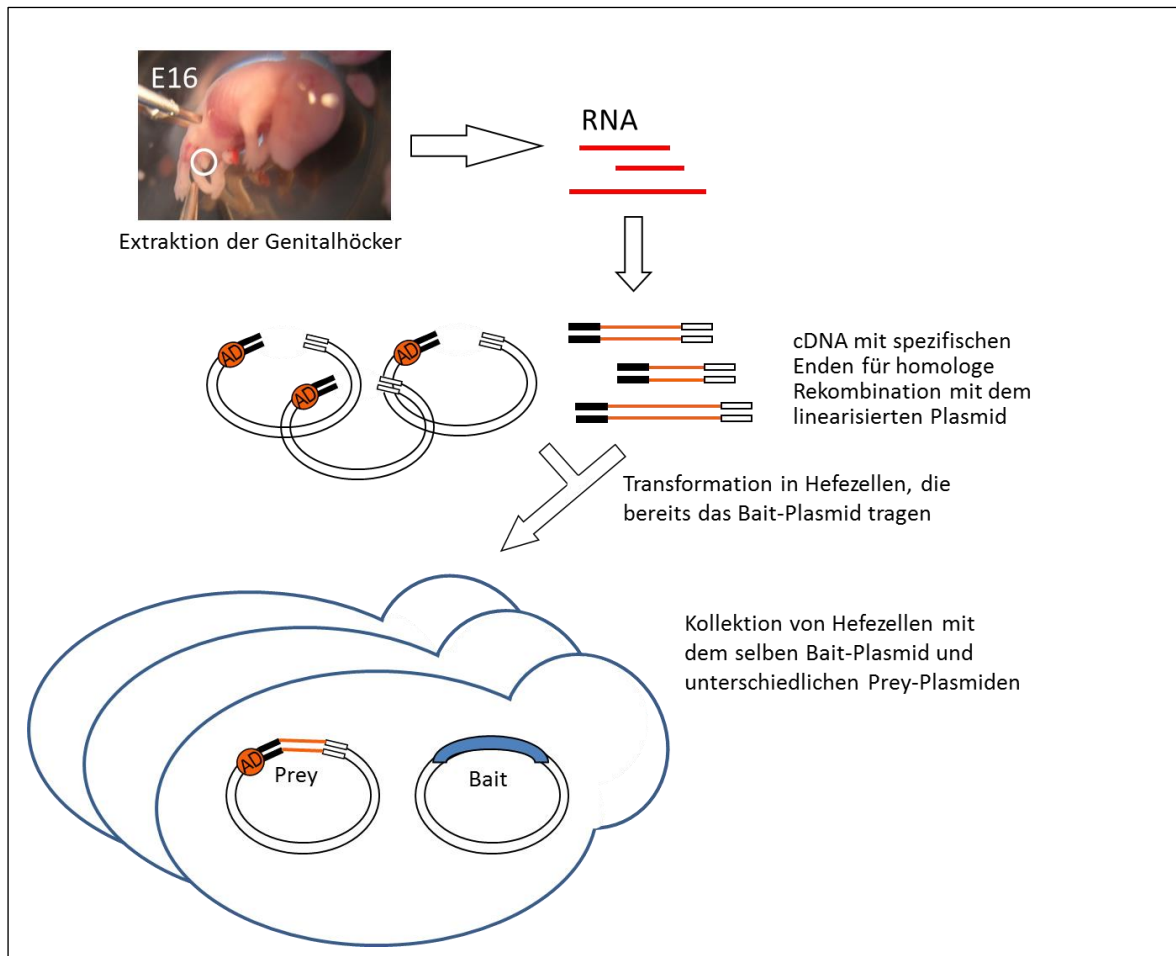 E16
RNA
Extraktion der Genitalhöcker
AD
AD
AD
cDNA mit spezifischen
Enden für homologe
Rekombination mit dem
linearisierten Plasmid
Transformation in Hefezellen, die
bereits das Bait-Plasmid tragen
Kollektion von Hefezellen mit
dem selben Bait-Plasmid und
unterschiedlichen Prey-Plasmiden
AD
Prey
Bait